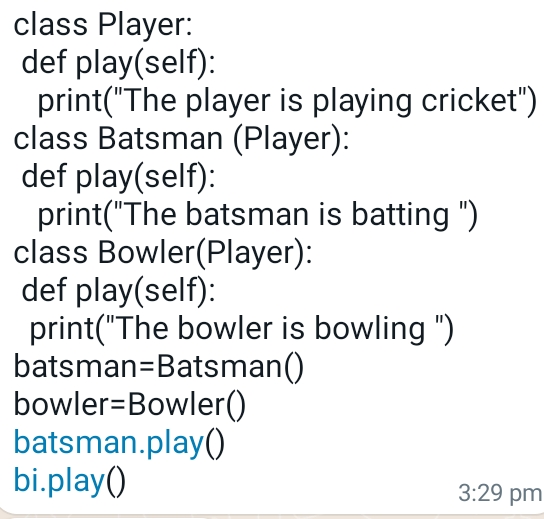 class Player:
 def play(self):
   print("The player is playing cricket")
class Batsman (Player):
 def play(self):
   print("The batsman is batting ")
class Bowler(Player):
 def play(self):
  print("The bowler is bowling ")
batsman=Batsman()
bowler=Bowler()
batsman.play()
bi.play()
3:29 pm